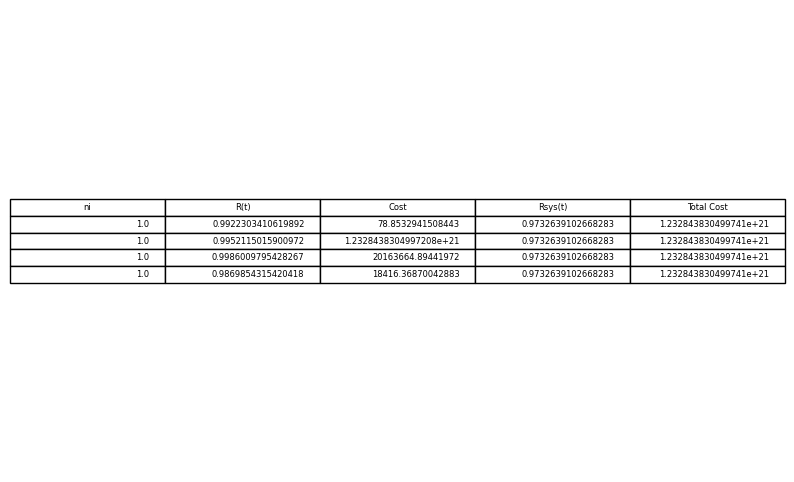 ni R(t) Cost Rsys(t) Total Cost
1.0 0.9922303410619892 78.8532941508443 0.9732639102668283 1.232843830499741e+21
1.0 0.9952115015900972 1.2328438304997208e+21 0.9732639102668283 1.232843830499741e+21
1.0 0.9986009795428267 20163664.89441972 0.9732639102668283 1.232843830499741e+21
1.0 0.9869854315420418 18416.36870042883 0.9732639102668283 1.232843830499741e+21